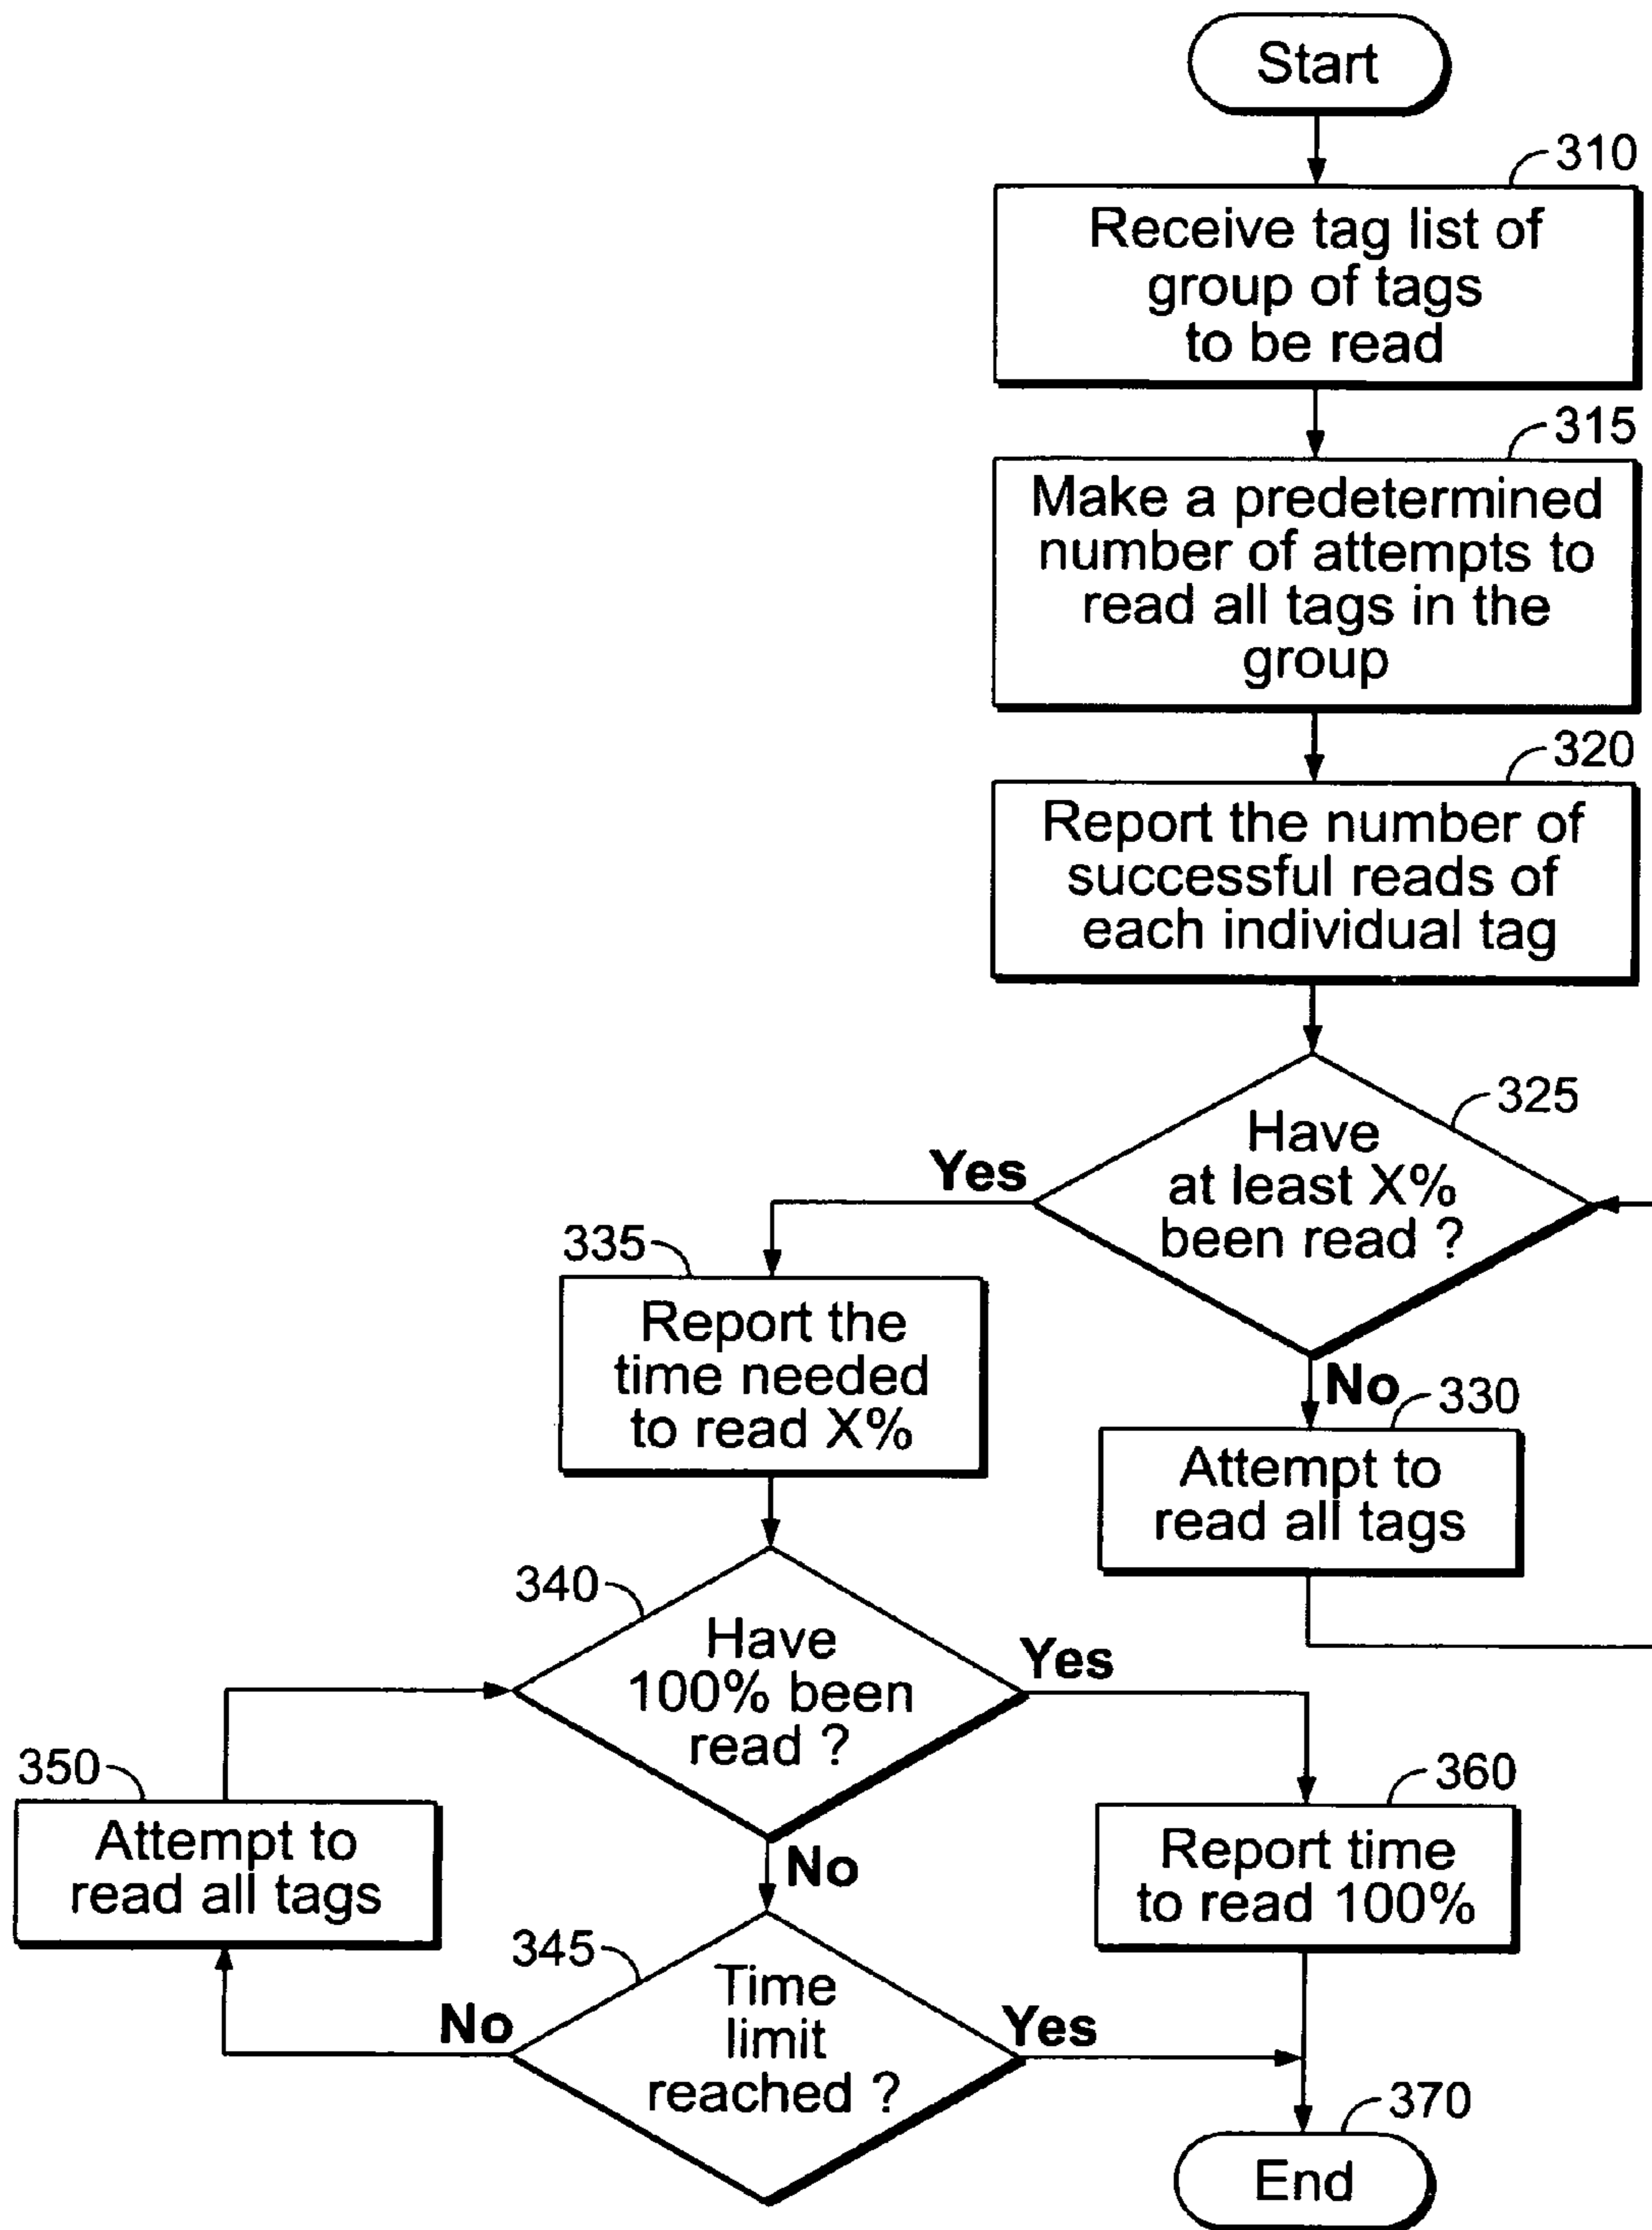 Start
310
Receive tag list of
group of tags
to be read
315
Make a predetermined
number of attempts to
read all tags in the
group
320
Report the number of
successful reads of
each individual tag
325
Have
at least X%
been read ?
Yes
335
Report the
time needed
to read X%
No
330
Attempt to
read all tags
340
Have
100% been
read ?
Yes
350
Attempt to
read all tags
360
Report time
to read 100%
No
345
Time
limit
reached ?
No
Yes
370
End